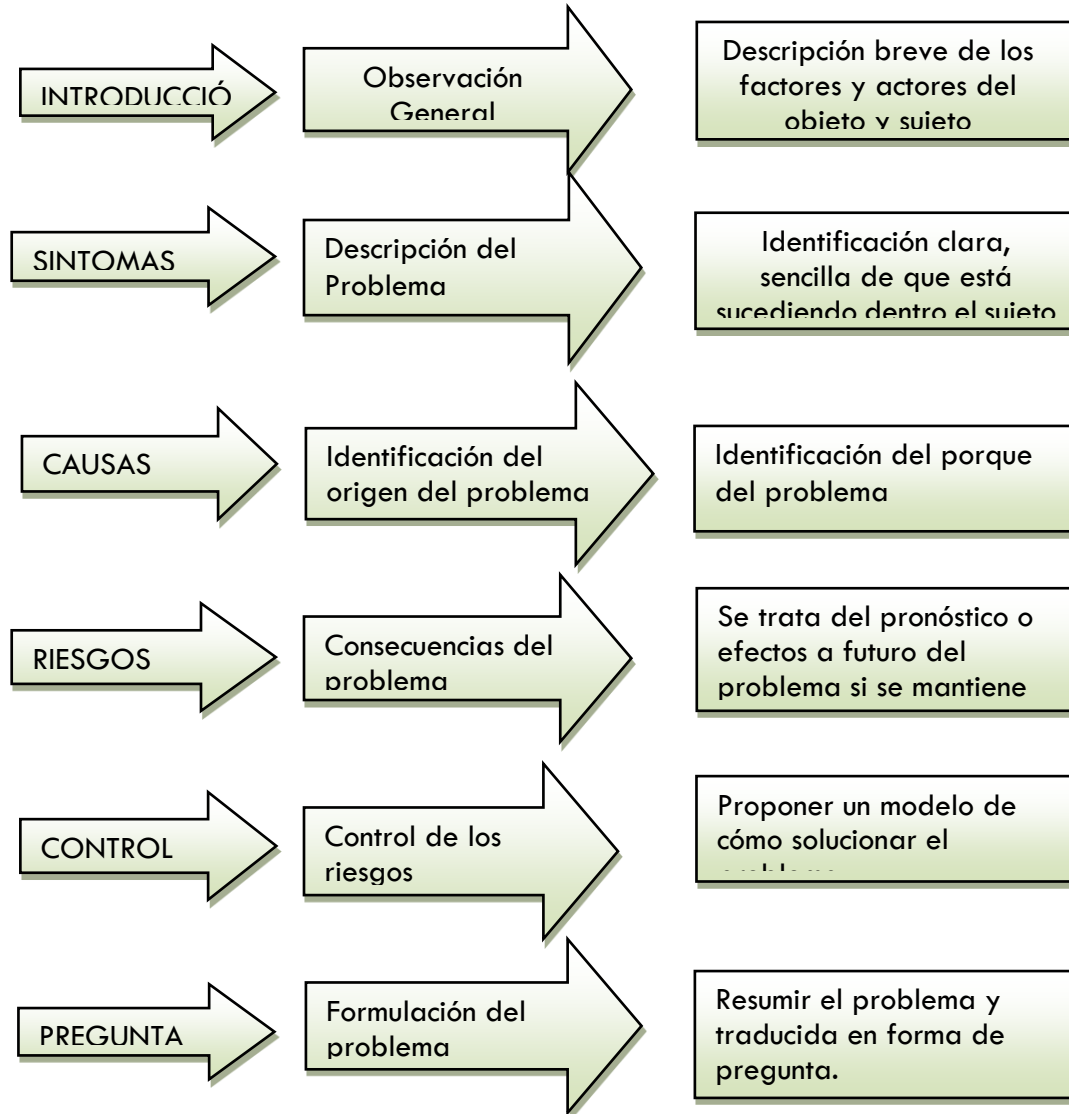 INTRODUCCIÓ
Observación
General
Descripción breve de los
factores y actores del
objeto y sujeto
SINTOMAS
Descripción del
Problema
Identificación clara,
sencilla de que está
sucediendo dentro el sujeto
CAUSAS
Identificación del
origen del problema
Identificación del porque
del problema
RIESGOS
Consecuencias del
problema
Se trata del pronóstico o
efectos a futuro del
problema si se mantiene
CONTROL
Control de los
riesgos
Proponer un modelo de
cómo solucionar el
problema
PREGUNTA
Formulación del
problema
Resumir el problema y
traducida en forma de
pregunta.